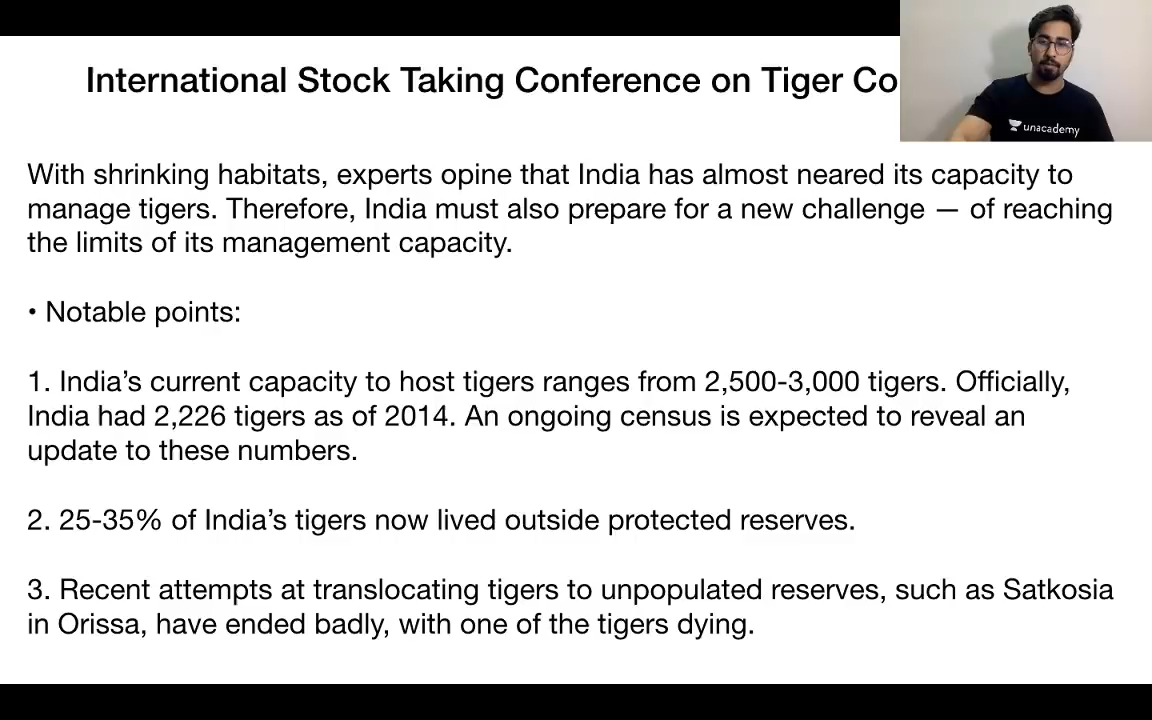 International Stock Taking Conference on Tiger Co
unacademy
With shrinking habitats, experts opine that India has almost neared its capacity to
manage tigers. Therefore, India must also prepare for a new challenge — of reaching
the limits of its management capacity.
• Notable points:
1. India’s current capacity to host tigers ranges from 2,500-3,000 tigers. Officially,
India had 2,226 tigers as of 2014. An ongoing census is expected to reveal an
update to these numbers.
2. 25-35% of India’s tigers now lived outside protected reserves.
3. Recent attempts at translocating tigers to unpopulated reserves, such as Satkosia
in Orissa, have ended badly, with one of the tigers dying.